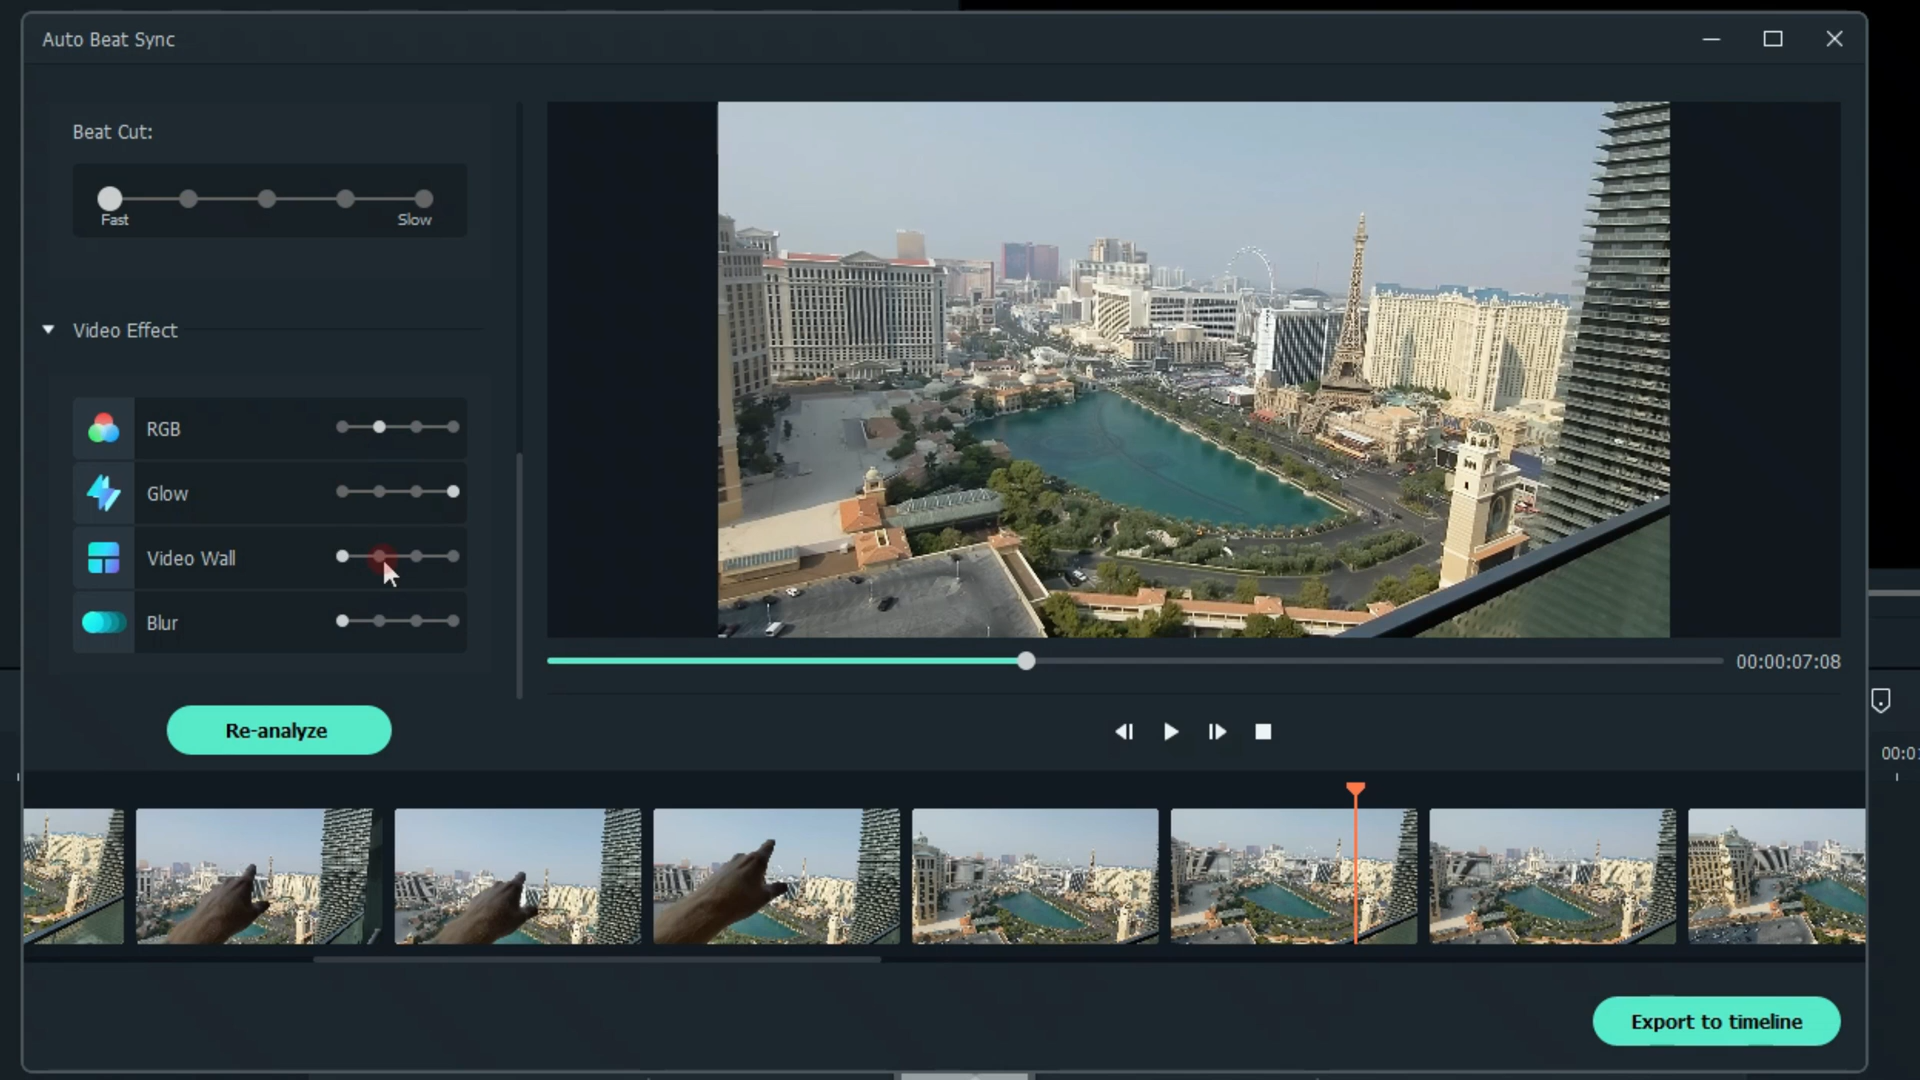 Auto Beat Sync
Beat Cut:
Fast
Slow
Video Effect
RGB
Glow
Video Wall
Blur
Re-analyze
00:00:07:08
Export to timeline